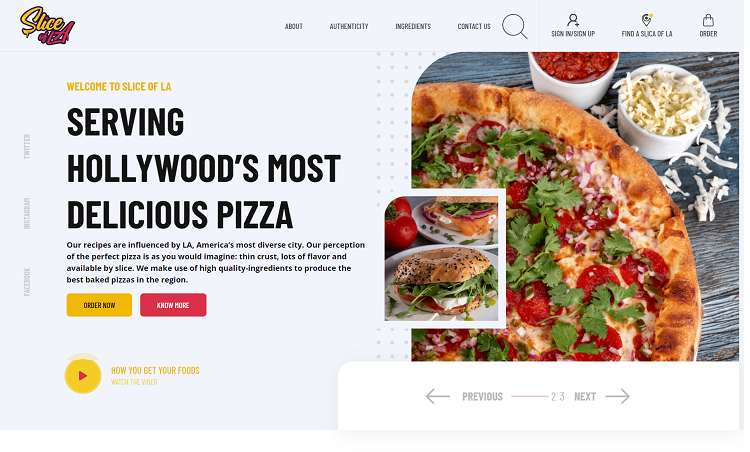 Slice
of LA
ABOUT
AUTHENTICITY
INGREDIENTS
CONTACT US
SIGN IN/SIGN UP
FIND A SLICA OF LA
ORDER
WELCOME TO SLICE OF LA
SERVING
HOLLYWOOD'S MOST
DELICIOUS PIZZA
Our recipes are influenced by LA, America's most diverse city. Our perception
of the perfect pizza is as you would imagine: thin crust, lots of flavor and
available by slice. We make use of high quality-ingredients to produce the
best baked pizzas in the region.
ORDER NOW
KNOW MORE
TWITTER
INSTAGRAM
FACEBOOK
HOW YOU GET YOUR FOODS
WATCH THE VIDER
PREVIOUS
2 3
NEXT